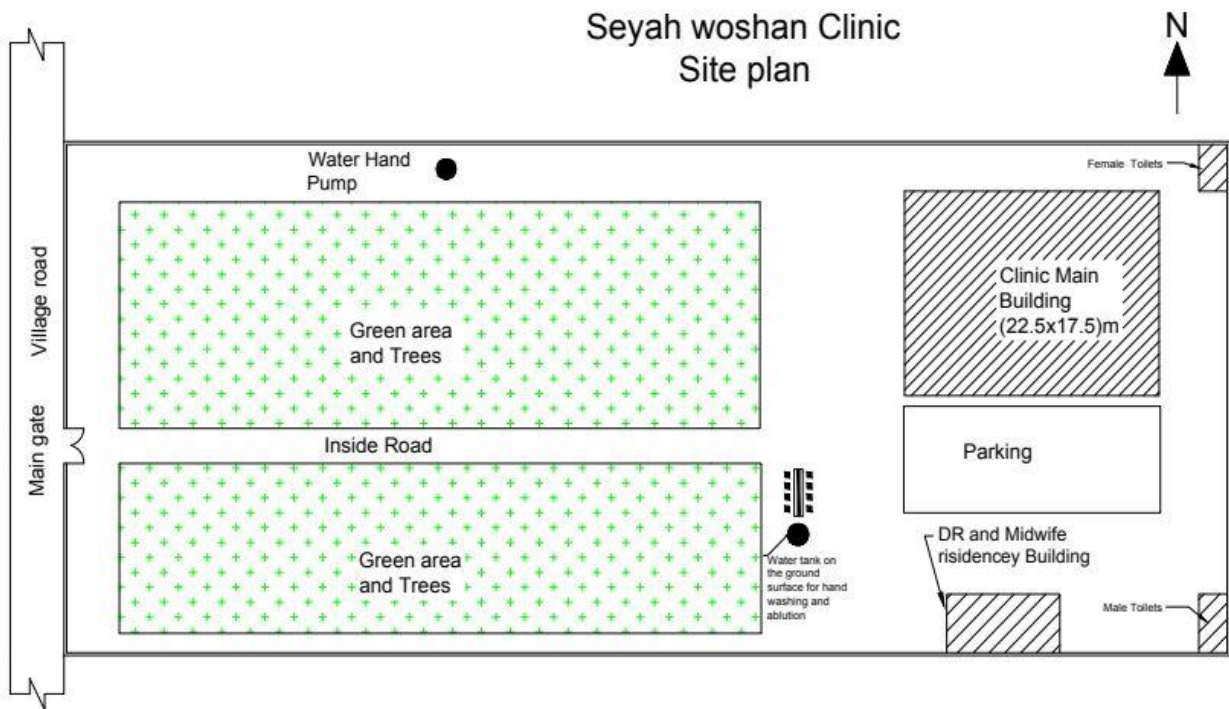 Seyah woshan Clinic
Site plan
N
Water Hand
Pump
Female Toilets
Village road
Main gate
Green area
and Trees
Clinic Main
Building
(22.5x17.5)m
Inside Road
Parking
Green area
and Trees
Water tank on
the ground
surface for hand
washing and
ablution
DR and Midwife
risidencey Building
Male Toilets